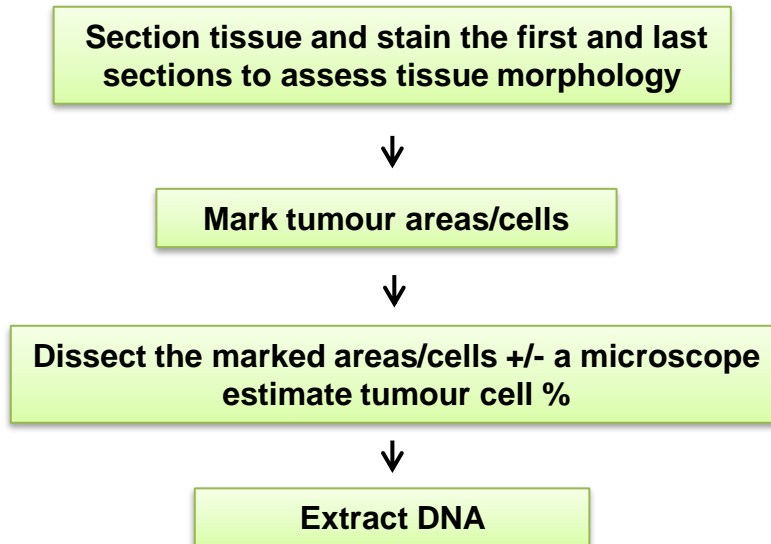 Section tissue and stain the first and last
sections to assess tissue morphology
Mark tumour areas/cells
Dissect the marked areas/cells +/- a microscope
estimate tumour cell %
Extract DNA